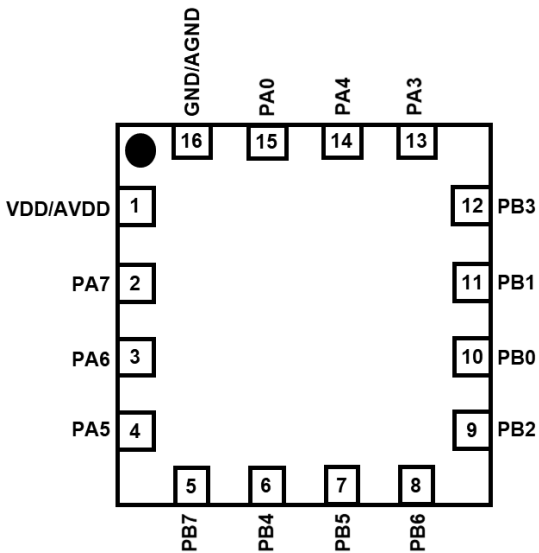 GND/AGND PA0 PA4 PA3
16 15 14 13
VDD/AVDD 1 12 PB3
PA7 2 11 PB1
PA6 3 10 PB0
PA5 4 9 PB2
5 6 7 8
PB7 PB4 PB5 PB6